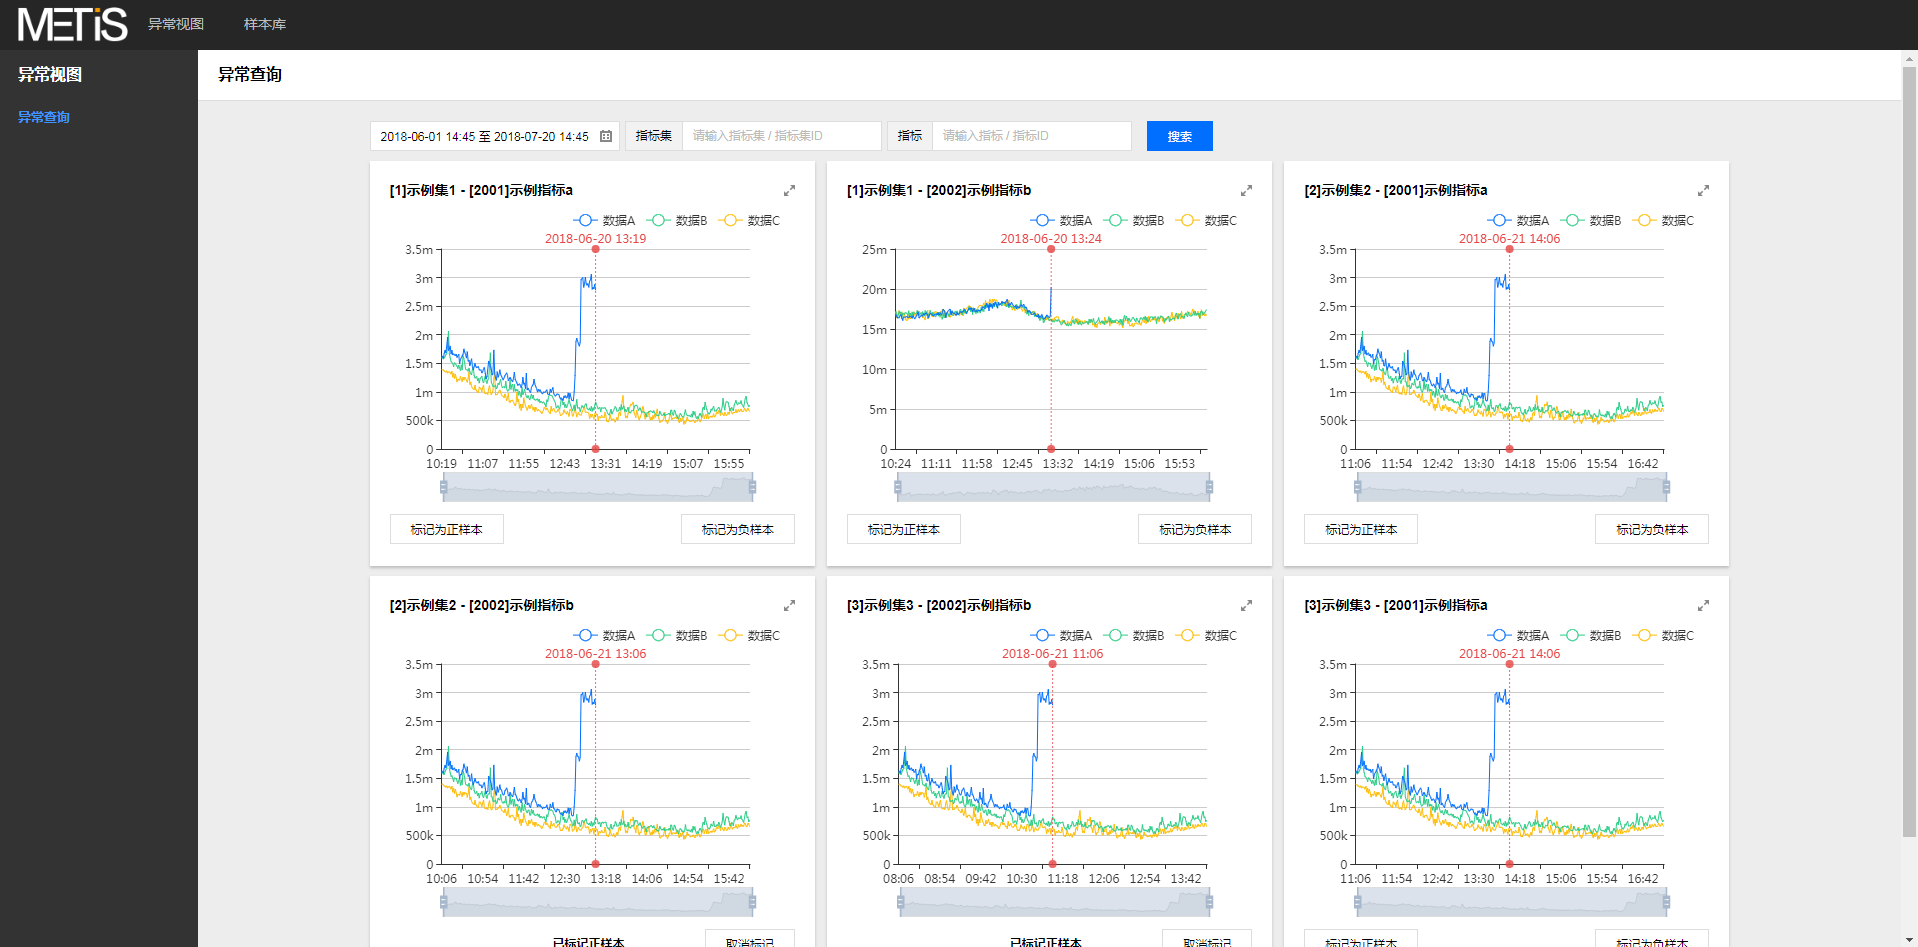 METiS 异常视图 样本库
异常视图
异常查询
异常查询
2018-06-01 14:45 至 2018-07-20 14:45 指标集 请输入指标集 / 指标集ID 指标 请输入指标 / 指标ID 搜索
[1]示例集1 - [2001]示例指标a
数据A 数据B 数据C
2018-06-20 13:19
3.5m
3m
2.5m
2m
1.5m
1m
500k
0
10:19 11:07 11:55 12:43 13:31 14:19 15:07 15:55
标记为正样本 标记为负样本
[1]示例集1 - [2002]示例指标b
数据A 数据B 数据C
2018-06-20 13:24
25m
20m
15m
10m
5m
0
10:24 11:11 11:58 12:45 13:32 14:19 15:06 15:53
标记为正样本 标记为负样本
[2]示例集2 - [2001]示例指标a
数据A 数据B 数据C
2018-06-21 14:06
3.5m
3m
2.5m
2m
1.5m
1m
500k
0
11:06 11:54 12:42 13:30 14:18 15:06 15:54 16:42
标记为正样本 标记为负样本
[2]示例集2 - [2002]示例指标b
数据A 数据B 数据C
2018-06-21 13:06
3.5m
3m
2.5m
2m
1.5m
1m
500k
0
10:06 10:54 11:42 12:30 13:18 14:06 14:54 15:42
已标记正样本 取消标记
[3]示例集3 - [2002]示例指标b
数据A 数据B 数据C
2018-06-21 11:06
3.5m
3m
2.5m
2m
1.5m
1m
500k
0
08:06 08:54 09:42 10:30 11:18 12:06 12:54 13:42
已标记正样本 取消标记
[3]示例集3 - [2001]示例指标a
数据A 数据B 数据C
2018-06-21 14:06
3.5m
3m
2.5m
2m
1.5m
1m
500k
0
11:06 11:54 12:42 13:30 14:18 15:06 15:54 16:42
标记为正样本 标记为负样本